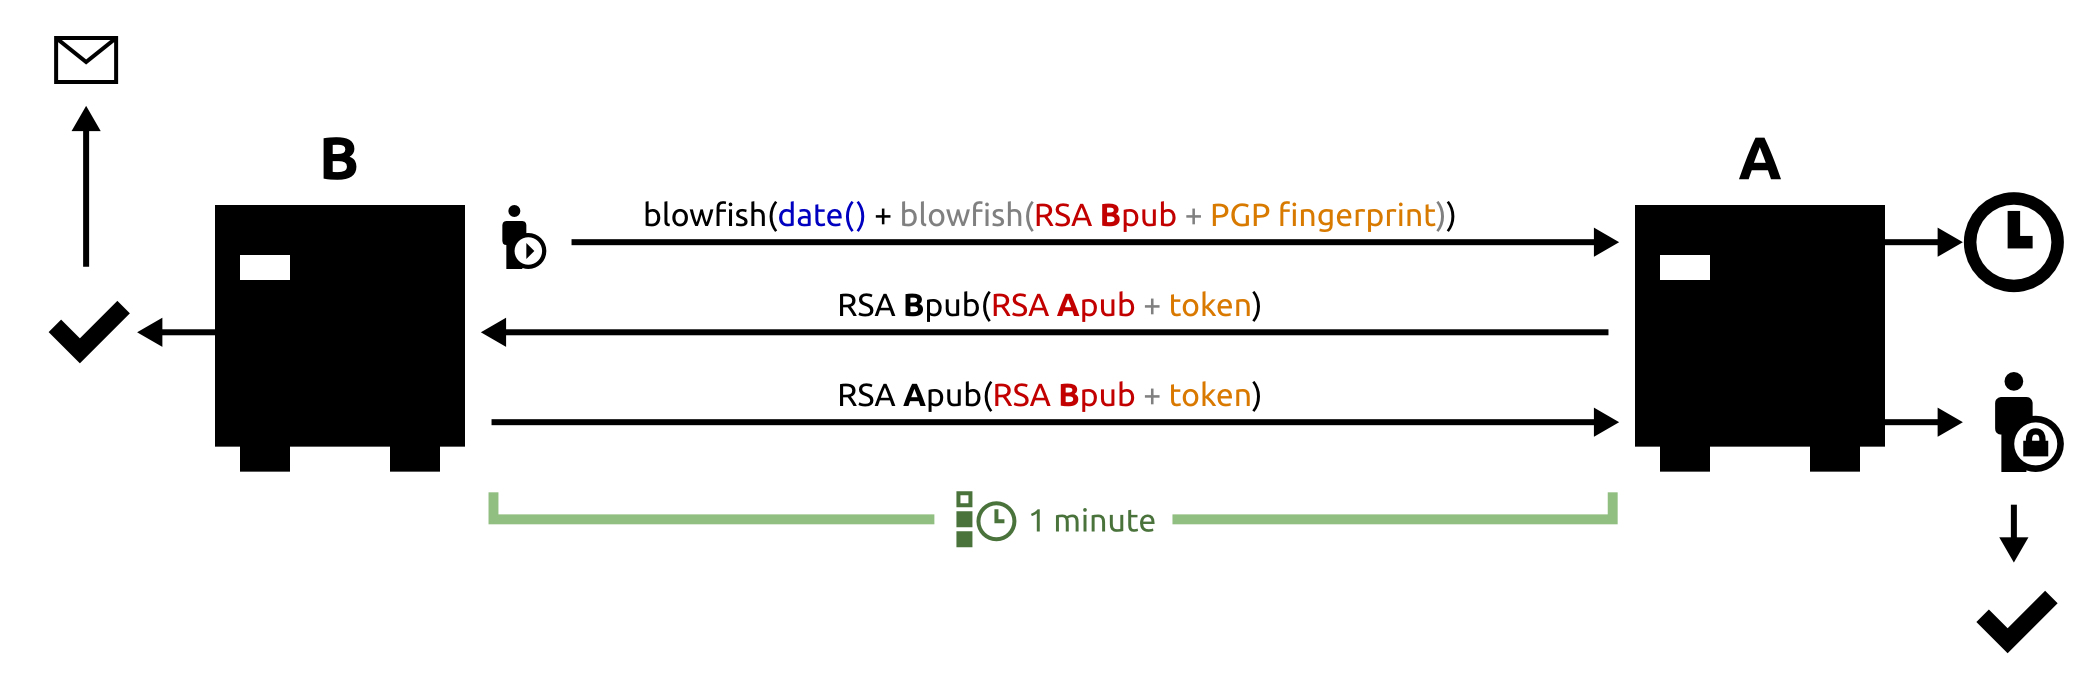 B
A
blowfish(date() + blowfish(RSA Bpub + PGP fingerprint))
RSA Bpub(RSA Apub + token)
RSA Apub(RSA Bpub + token)
1 minute